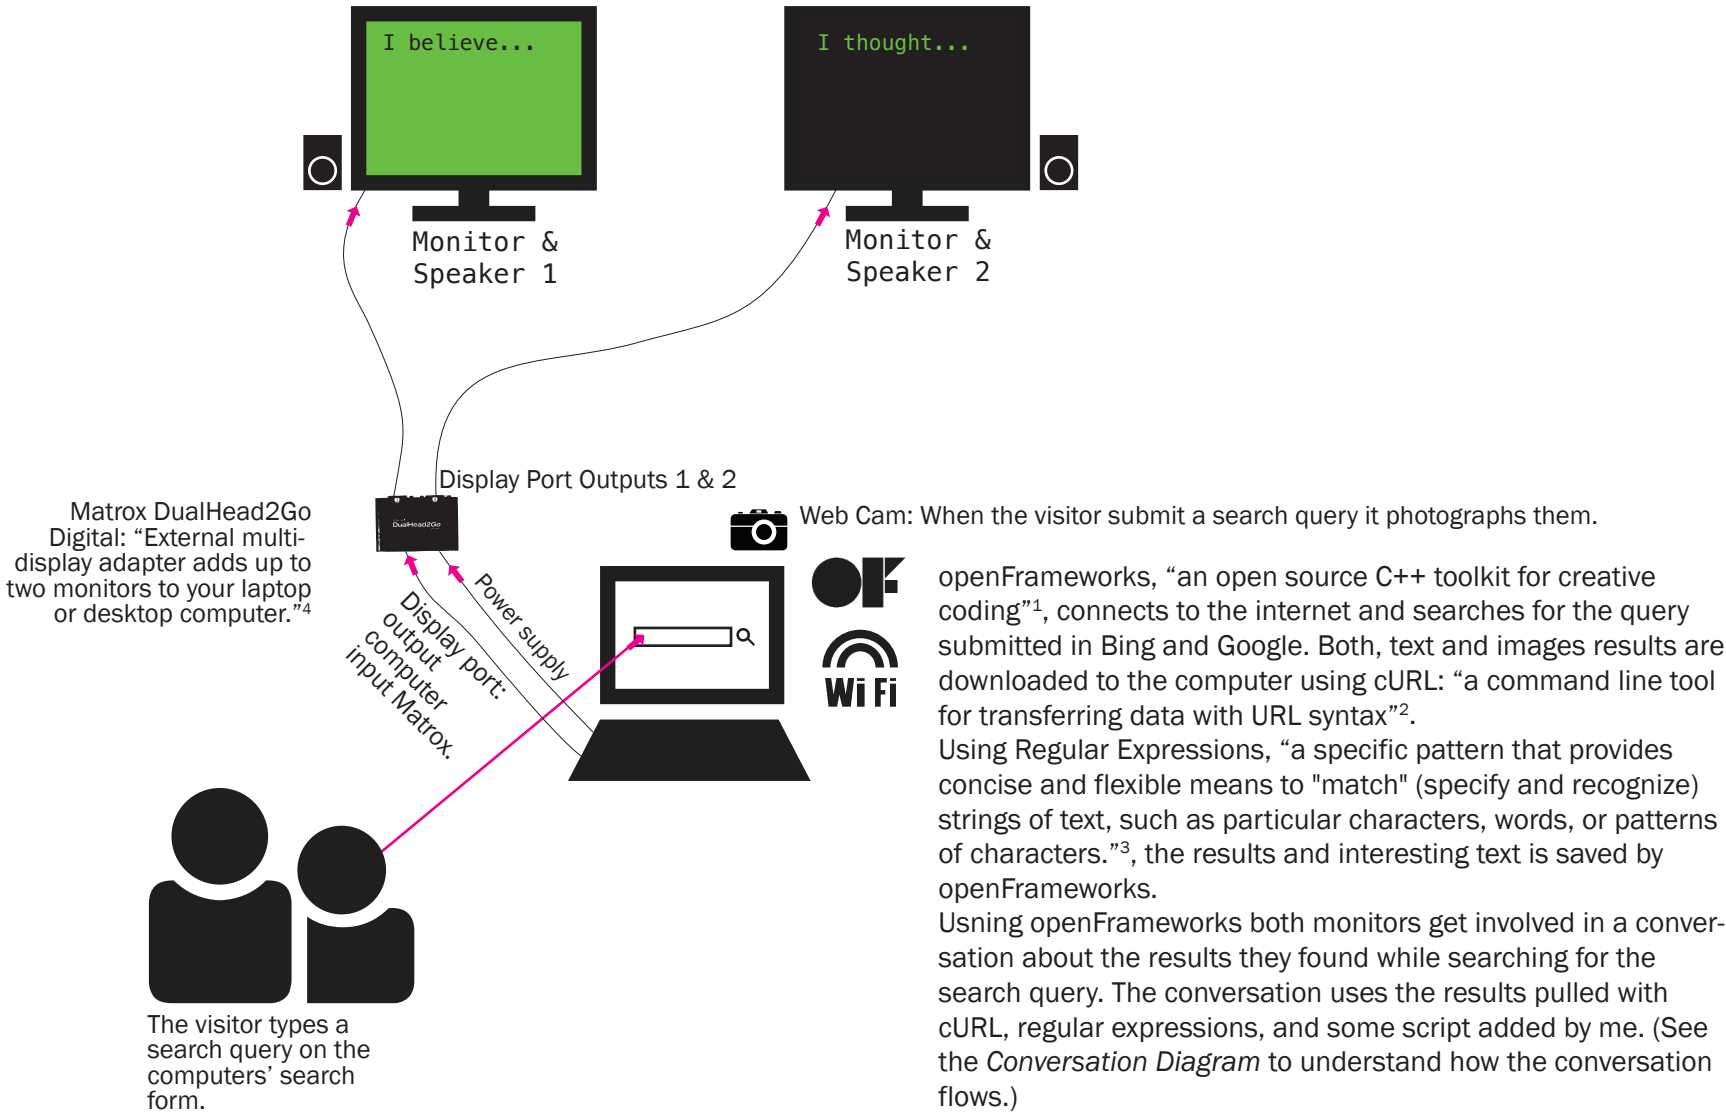 I believe...
I thought...
Monitor &
Speaker 1
Monitor &
Speaker 2
Display Port Outputs 1 & 2
Matrox DualHead2Go
Digital: “External multi-
display adapter adds up to
two monitors to your laptop
or desktop computer.”4
DualHead2Go
Web Cam: When the visitor submit a search query it photographs them.
Power supply
Display port:
output
computer
input Matrox.
OF
Wi Fi
openFrameworks, “an open source C++ toolkit for creative
coding”1, connects to the internet and searches for the query
submitted in Bing and Google. Both, text and images results are
downloaded to the computer using cURL: “a command line tool
for transferring data with URL syntax”2.
Using Regular Expressions, “a specific pattern that provides
concise and flexible means to "match" (specify and recognize)
strings of text, such as particular characters, words, or patterns
of characters.”3, the results and interesting text is saved by
openFrameworks.
Usning openFrameworks both monitors get involved in a conver-
sation about the results they found while searching for the
search query. The conversation uses the results pulled with
cURL, regular expressions, and some script added by me. (See
the Conversation Diagram to understand how the conversation
flows.)
The visitor types a
search query on the
computers’ search
form.